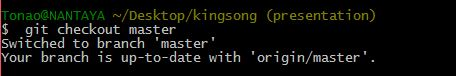 Tonao@NANTAYA ~/Desktop/kingsong (presentation)
$  git checkout master
Switched to branch 'master'
Your branch is up-to-date with 'origin/master'.